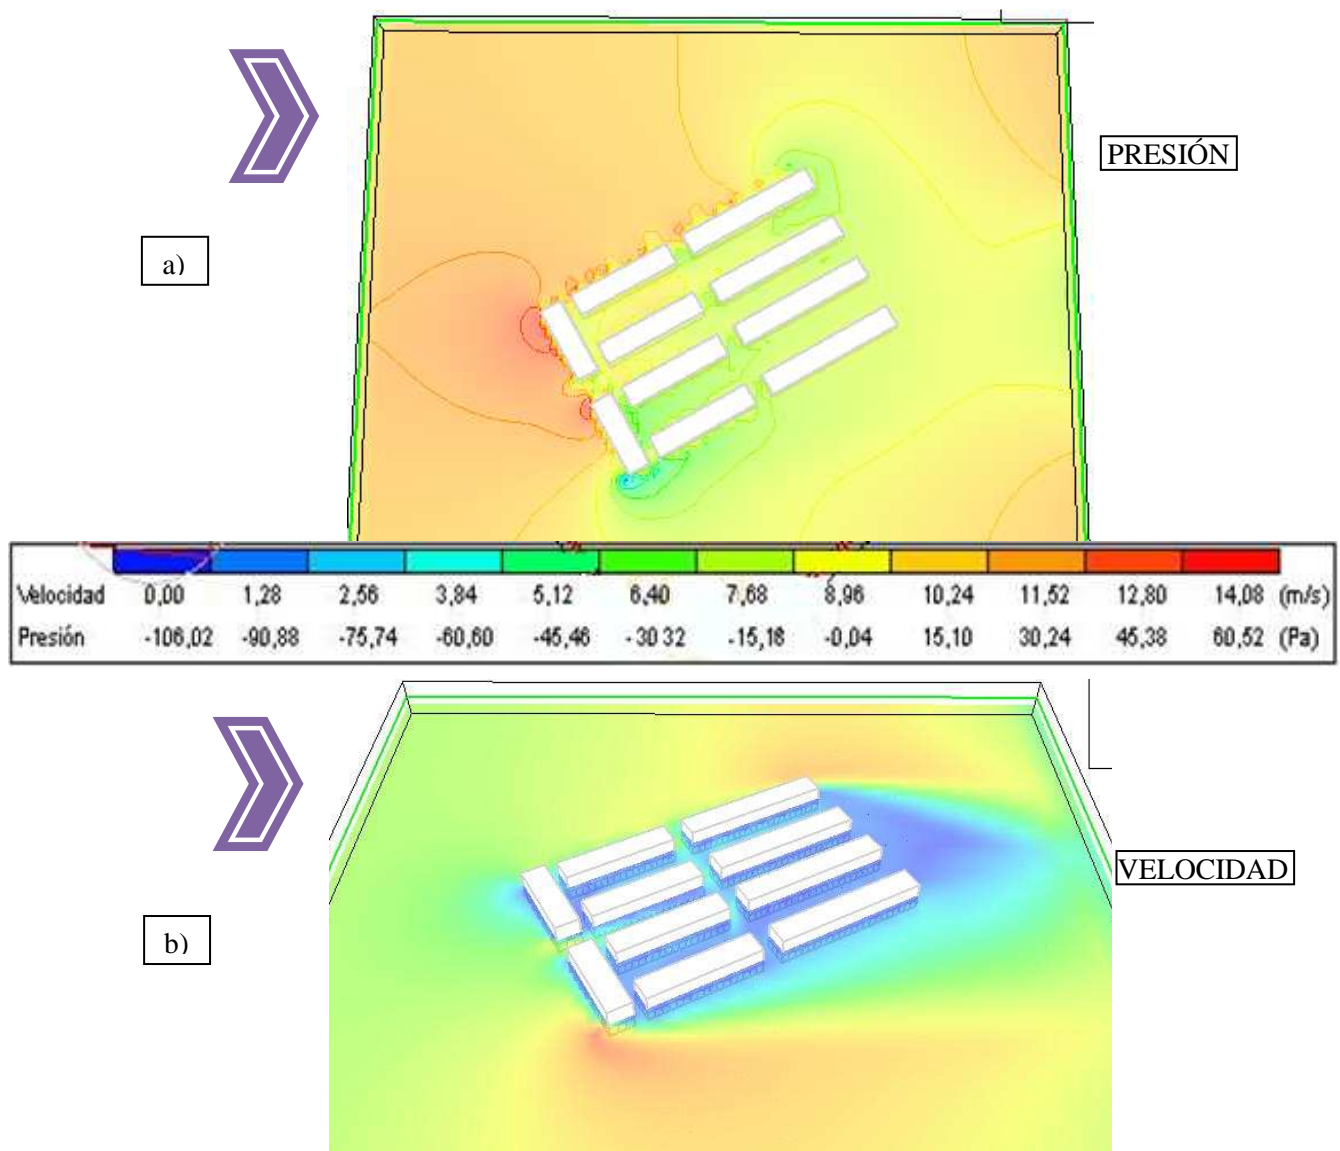 PRESIÓN
a)
Velocidad 0,00 1,28 2,56 3,84 5,12 6,40 7,68 8,96 10,24 11,52 12,80 14,08 (m/s)
Presión -106,02 -90,88 -75,74 -60,60 -45,46 -30 32 -15,18 -0,04 15,10 30,24 45,38 60,52 (Pa)
VELOCIDAD
b)